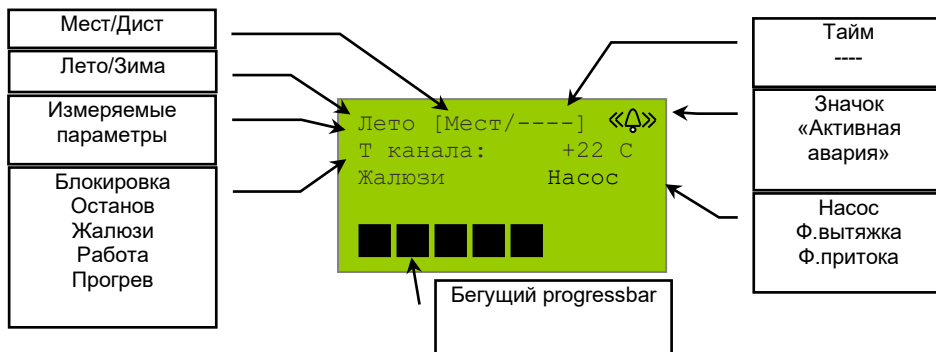 Мест/Дист
Лето/Зима
Измеряемые
параметры
Блокировка
Останов
Жалюзи
Работа
Прогрев
Лето [Мест/----]
Т канала: +22 С
Жалюзи Насос
Бегущий progressbar
Тайм
----
Значок
«Активная
авария»
Насос
Ф.вытяжка
Ф.притока